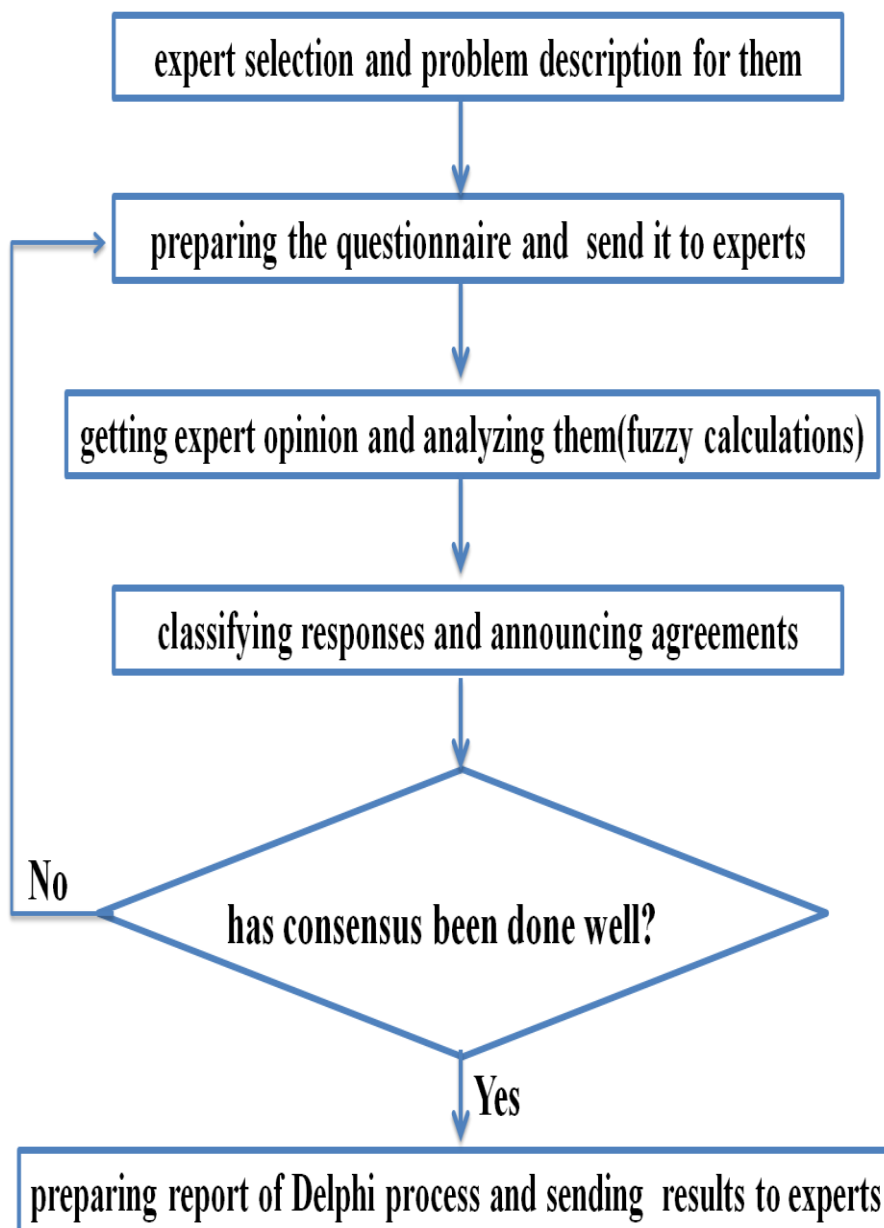 expert selection and problem description for them
preparing the questionnaire and send it to experts
getting expert opinion and analyzing them(fuzzy calculations)
classifying responses and announcing agreements
has consensus been done well?
No
Yes
preparing report of Delphi process and sending results to experts